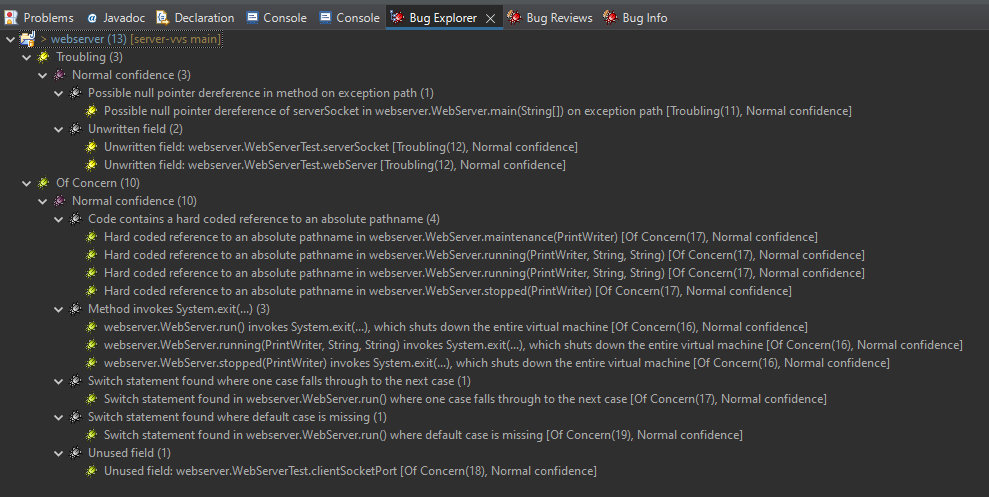 Problems Javadoc Declaration Console Console Bug Explorer Bug Reviews Bug Info
> webserver (13) [server-vvs main]
Troubling (3)
Normal confidence (3)
Possible null pointer dereference in method on exception path (1)
Possible null pointer dereference of serverSocket in webserver.WebServer.main(String[]) on exception path [Troubling(11), Normal confidence]
Unwritten field (2)
Unwritten field: webserver.WebServerTest.serverSocket [Troubling(12), Normal confidence]
Unwritten field: webserver.WebServerTest.webServer [Troubling(12), Normal confidence]
Of Concern (10)
Normal confidence (10)
Code contains a hard coded reference to an absolute pathname (4)
Hard coded reference to an absolute pathname in webserver.WebServer.maintenance(PrintWriter) [Of Concern(17), Normal confidence]
Hard coded reference to an absolute pathname in webserver.WebServer.running(PrintWriter, String, String) [Of Concern(17), Normal confidence]
Hard coded reference to an absolute pathname in webserver.WebServer.running(PrintWriter, String, String) [Of Concern(17), Normal confidence]
Hard coded reference to an absolute pathname in webserver.WebServer.stopped(PrintWriter) [Of Concern(17), Normal confidence]
Method invokes System.exit(...) (3)
webserver.WebServer.run() invokes System.exit(...), which shuts down the entire virtual machine [Of Concern(16), Normal confidence]
webserver.WebServer.running(PrintWriter, String, String) invokes System.exit(...), which shuts down the entire virtual machine [Of Concern(16), Normal confidence]
webserver.WebServer.stopped(PrintWriter) invokes System.exit(...), which shuts down the entire virtual machine [Of Concern(16), Normal confidence]
Switch statement found where one case falls through to the next case (1)
Switch statement found in webserver.WebServer.run() where one case falls through to the next case [Of Concern(17), Normal confidence]
Switch statement found where default case is missing (1)
Switch statement found in webserver.WebServer.run() where default case is missing [Of Concern(19), Normal confidence]
Unused field (1)
Unused field: webserver.WebServerTest.clientSocketPort [Of Concern(18), Normal confidence]